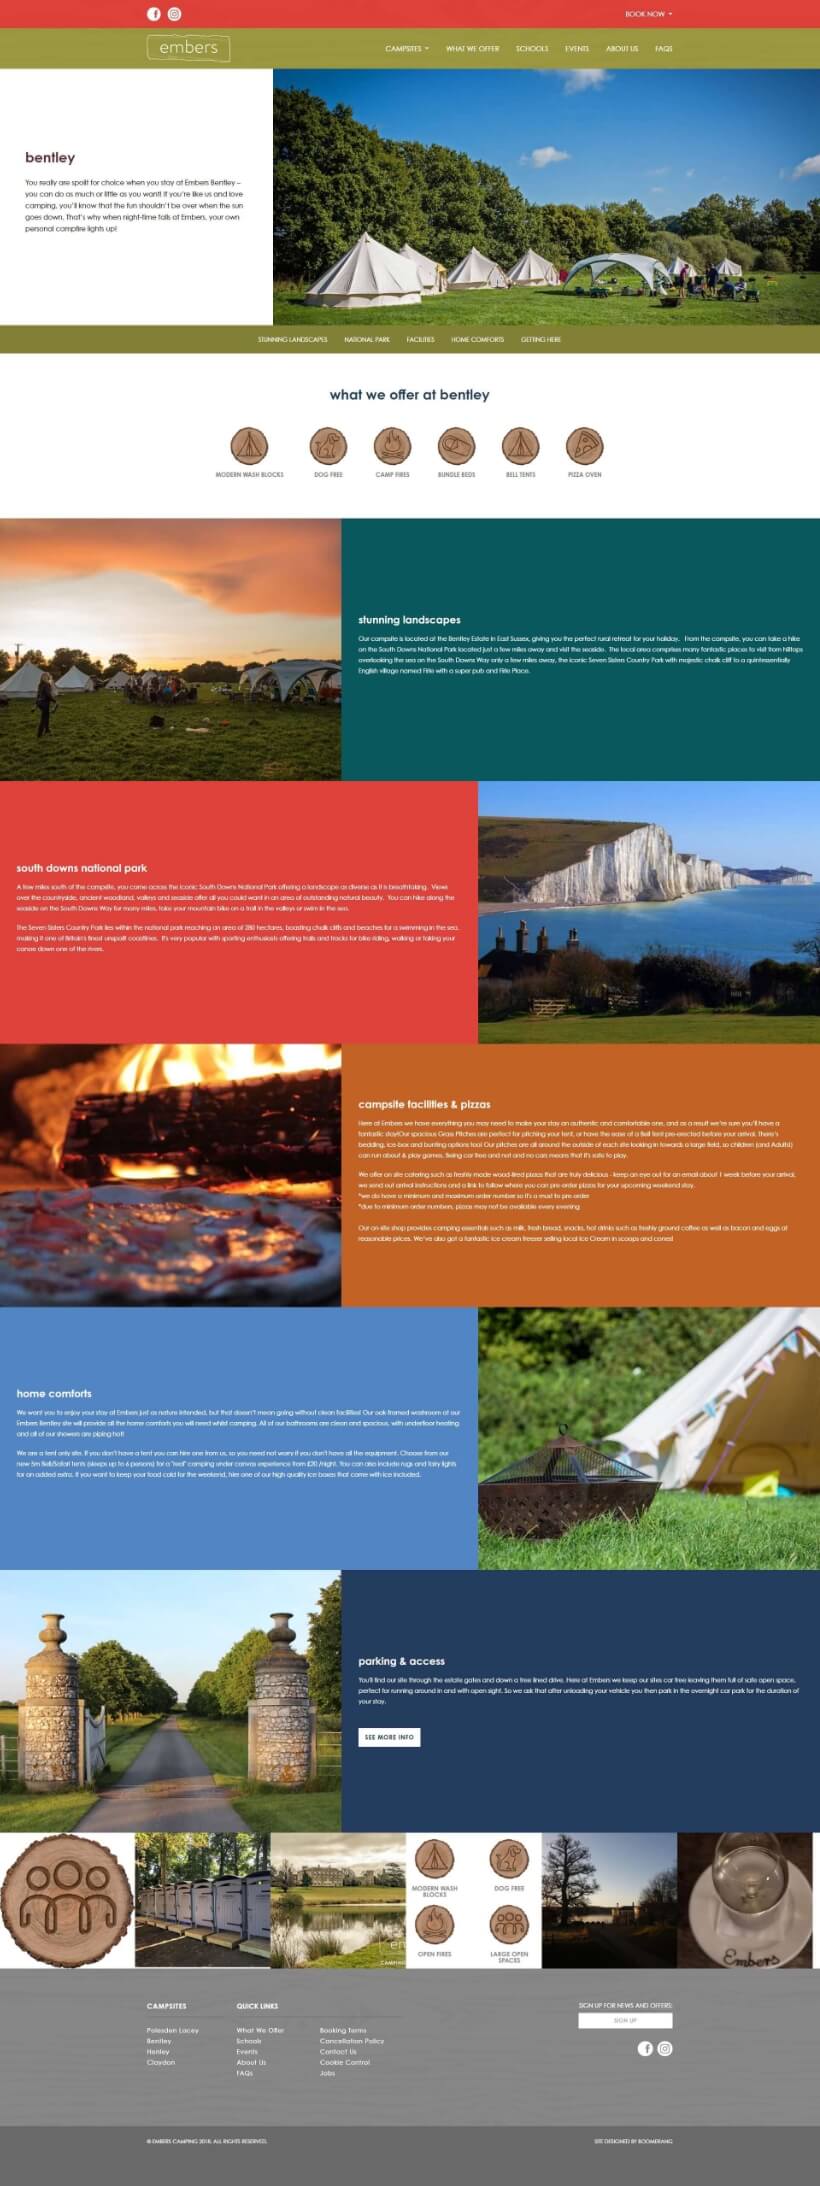 BOOK NOW
embers
CAMPSITES
WHAT WE OFFER
SCHOOLS
EVENTS
ABOUT US
FAQS
bentley
You really are spoilt for choice when you stay at Embers Bentley –
you can do as much or little as you want! If you're like us and love
camping, you'll know that the fun shouldn't be over when the sun
goes down. That's why when night-time falls at Embers, your own
personal campfire lights up!
STUNNING LANDSCAPES
NATIONAL PARK
FACILITIES
HOME COMFORTS
GETTING HERE
what we offer at bentley
MODERN WASH BLOCKS
DOG FREE
CAMP FIRES
BUNDLE BEDS
BELL TENTS
PIZZA OVEN
stunning landscapes
Our campsite is located at the Bentley Estate in East Sussex, giving you the perfect rural retreat for your holiday. From the campsite, you can take a hike
on the South Downs National Park located just a few miles away and visit the seaside. The local area comprises many fantastic places to visit from hilltops
overlooking the sea on the South Downs Way only a few miles away, the iconic Seven Sisters Country Park with majestic chalk cliff to a quintessentially
English village named Firle with a super pub and Firle Place.
south downs national park
A few miles south of the campsite, you come across the iconic South Downs National Park offering a landscape as diverse as it is breathtaking. Views
over the countryside, ancient woodland, valleys and seaside offer all you could want in an area of outstanding natural beauty. You can hike along the
seaside on the South Downs Way for many miles, take your mountain bike on a trail in the valleys or swim in the sea.
The Seven Sisters Country Park lies within the national park reaching an area of 280 hectares, boasting chalk cliffs and beaches for a swimming in the sea,
making it one of Britain's finest unspoilt coastlines. It's very popular with sporting enthusiasts offering trails and tracks for bike riding, walking or taking your
canoe down one of the rivers.
campsite facilities & pizzas
Here at Embers we have everything you may need to make your stay an authentic and comfortable one, and as a result we're sure you'll have a
fantastic stay!Our spacious Grass Pitches are perfect for pitching your tent, or have the ease of a Bell tent pre-erected before your arrival. There's
bedding, ice-box and bunting options too! Our pitches are all around the outside of each site looking in towards a large field, so children (and Adults!)
can run about & play games. Being car free and net and no cars means that it's safe to play.
We offer on site catering such as freshly made wood-fired pizzas that are truly delicious - keep an eye out for an email about 1 week before your arrival,
we send out arrival instructions and a link to follow where you can pre order pizzas for your upcoming weekend stay.
*we do have a minimum and maximum order number so it's a must to pre order
*due to minimum order numbers, pizzas may not be available every evening
Our on-site shop provides camping essentials such as milk, fresh bread, snacks, hot drinks such as freshly ground coffee as well as bacon and eggs at
reasonable prices. We've also got a fantastic ice cream freezer selling local Ice Cream in scoops and cones!
home comforts
We want you to enjoy your stay at Embers just as nature intended, but that doesn't mean going without clean facilities! Our oak framed washroom at our
Embers Bentley site will provide all the home comforts you will need whilst camping. All of our bathrooms are clean and spacious, with underfloor heating
and all of our showers are piping hot!
We are a tent only site. If you don't have a tent you can hire one from us, so you need not worry if you don't have all the equipment. Choose from our
new 5m Bell/Safari tents (sleeps up to 6 persons) for a "real" camping under canvas experience from £20 /night. You can also include rugs and fairy lights
for an added extra. If you want to keep your food cold for the weekend, hire one of our high quality ice boxes that come with ice included.
parking & access
You'll find our site through the estate gates and down a tree lined drive. Here at Embers we keep our sites car free leaving them full of safe open space,
perfect for running around in and with open sight. So we ask that after unloading your vehicle you then park in the overnight car park for the duration of
your stay.
SEE MORE INFO
MODERN WASH
BLOCKS
DOG FREE
OPEN FIRES
LARGE OPEN
SPACES
Embers
CAMPSITES
Polesden Lacey
Bentley
Henley
Claydon
QUICK LINKS
What We Offer
Schools
Events
About Us
FAQs
Booking Terms
Cancellation Policy
Contact Us
Cookie Control
Jobs
SIGN UP FOR NEWS AND OFFERS:
SIGN UP
© EMBERS CAMPING 2018. ALL RIGHTS RESERVED.
SITE DESIGNED BY BOOMERANG